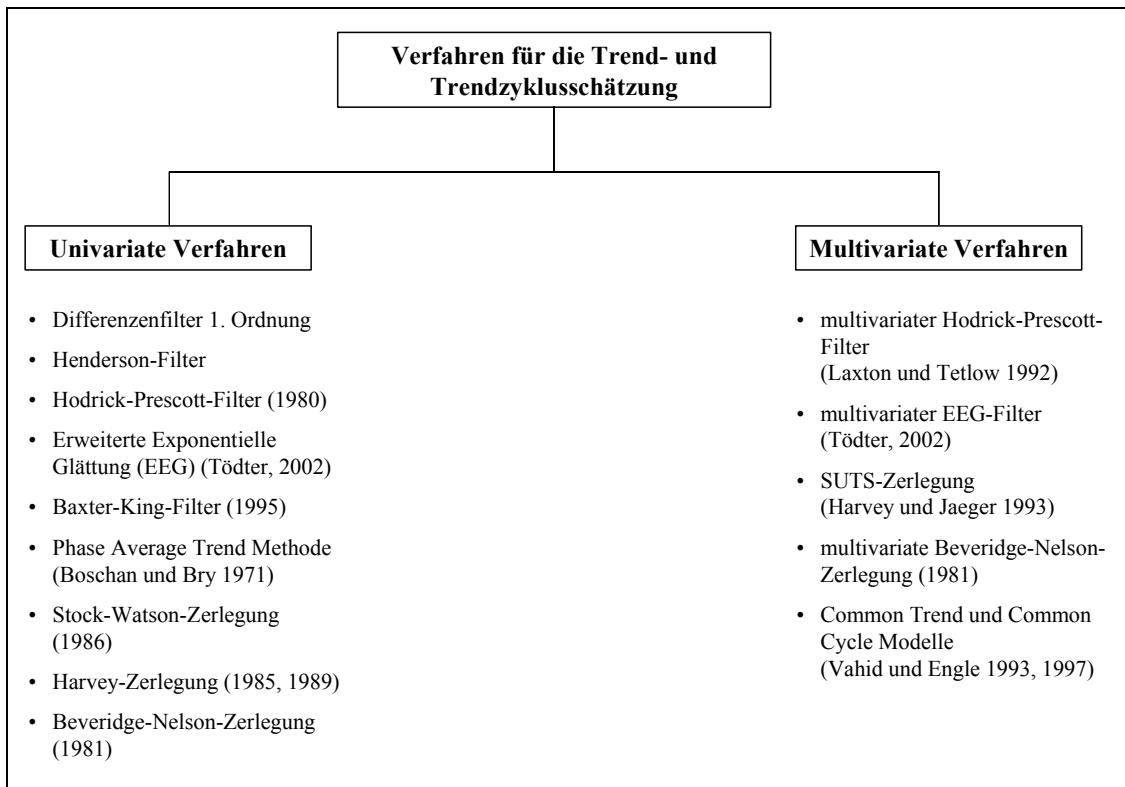 Verfahren für die Trend- und
Trendzyklusschätzung
Univariate Verfahren
• Differenzenfilter 1. Ordnung
• Henderson-Filter
• Hodrick-Prescott-Filter (1980)
• Erweiterte Exponentielle
Glättung (EEG) (Tödter, 2002)
• Baxter-King-Filter (1995)
• Phase Average Trend Methode
(Boschan und Bry 1971)
• Stock-Watson-Zerlegung
(1986)
• Harvey-Zerlegung (1985, 1989)
• Beveridge-Nelson-Zerlegung
(1981)
Multivariate Verfahren
• multivariater Hodrick-Prescott-
Filter
(Laxton und Tetlow 1992)
• multivariater EEG-Filter
(Tödter, 2002)
• SUTS-Zerlegung
(Harvey und Jaeger 1993)
• multivariate Beveridge-Nelson-
Zerlegung (1981)
• Common Trend und Common
Cycle Modelle
(Vahid und Engle 1993, 1997)